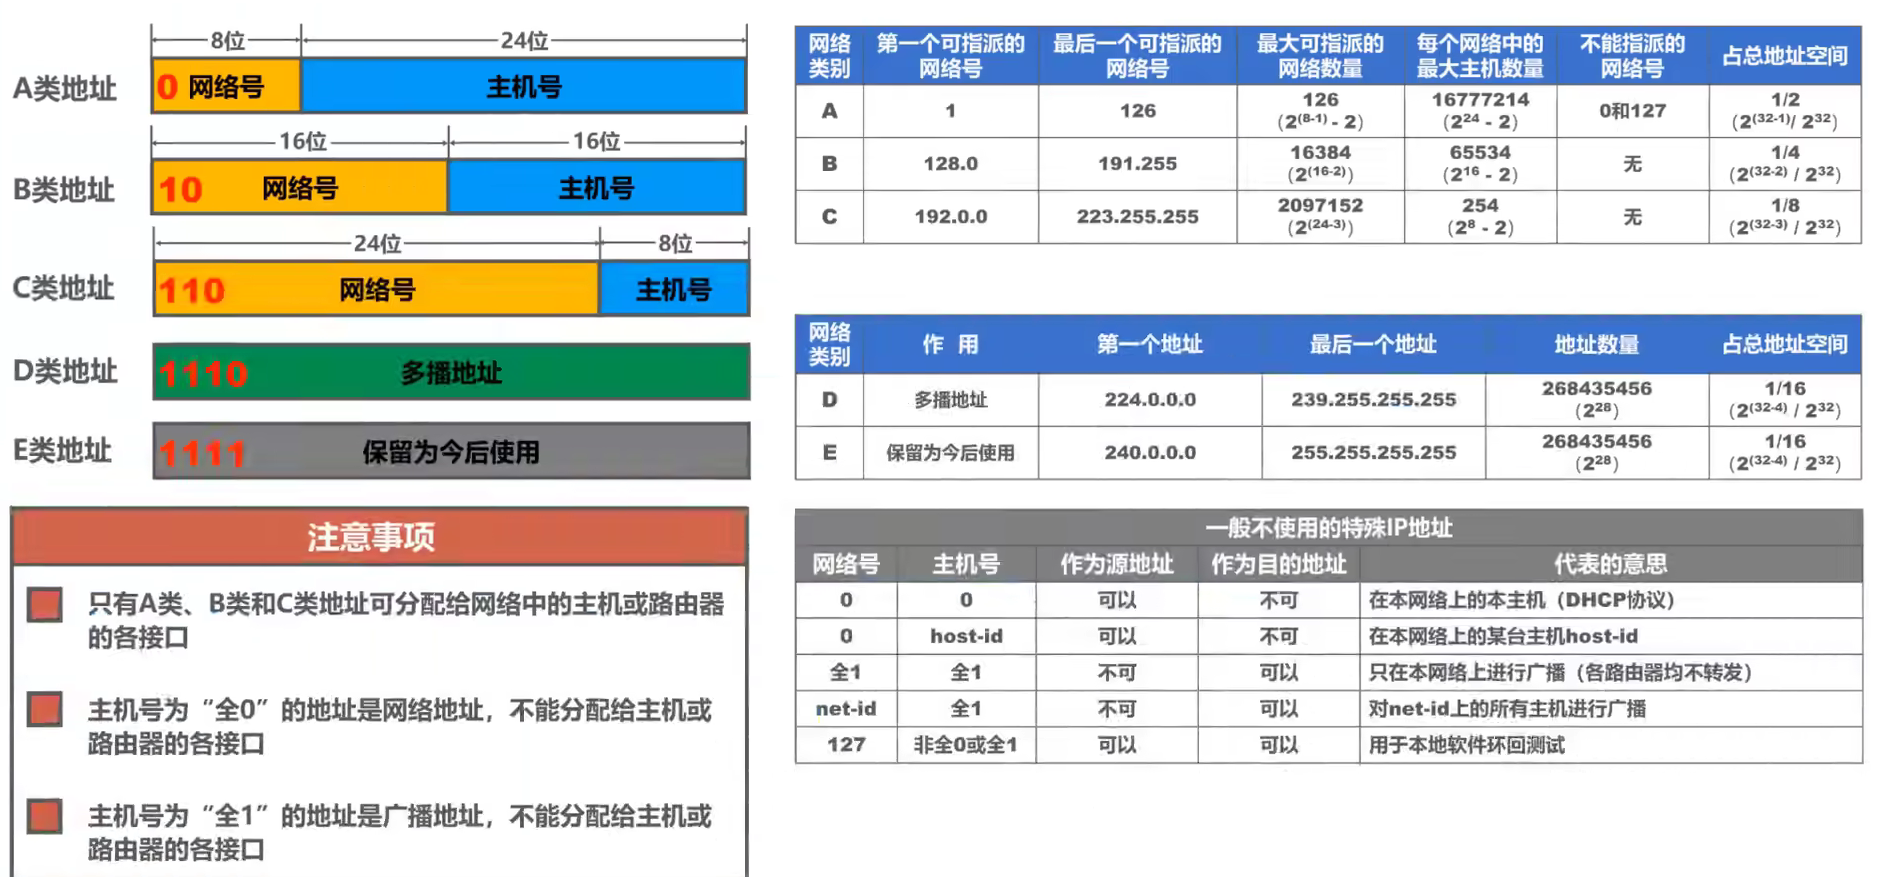 8位 24位
A类地址 0 网络号 主机号
16位 16位
B类地址 10 网络号 主机号
24位 8位
C类地址 110 网络号 主机号
D类地址 1110 多播地址
E类地址 1111 保留为今后使用
注意事项
只有A类、B类和C类地址可分配给网络中的主机或路由器
的各接口
主机号为“全0”的地址是网络地址，不能分配给主机或
路由器的各接口
主机号为“全1”的地址是广播地址，不能分配给主机或
路由器的各接口
网络 第一个可指派的 最后一个可指派的 最大可指派的 每个网络中的 不能指派的 占总地址空间
类别 网络号 网络号 网络数量 最大主机数量 网络号
A 1 126 126 16777214 0和127 1/2
(2^(8-1) - 2) (2^24 - 2) (2^(32-1)/ 2^32)
B 128.0 191.255 16384 65534 无 1/4
(2^(16-2)) (2^16 - 2) (2^(32-2) / 2^32)
C 192.0.0 223.255.255 2097152 254 无 1/8
(2^(24-3)) (2^8 - 2) (2^(32-3) / 2^32)
网络 作 用 第一个地址 最后一个地址 地址数量 占总地址空间
类别
D 多播地址 224.0.0.0 239.255.255.255 268435456 1/16
(2^28) (2^(32-4) / 2^32)
E 保留为今后使用 240.0.0.0 255.255.255.255 268435456 1/16
(2^28) (2^(32-4) / 2^32)
一般不使用的特殊IP地址
网络号 主机号 作为源地址 作为目的地址 代表的意思
0 0 可以 不可 在本网络上的本主机（DHCP协议）
0 host-id 可以 不可 在本网络上的某台主机host-id
全1 全1 不可 可以 只在本网络上进行广播（各路由器均不转发）
net-id 全1 不可 可以 对net-id上的所有主机进行广播
127 非全0或全1 可以 可以 用于本地软件环回测试